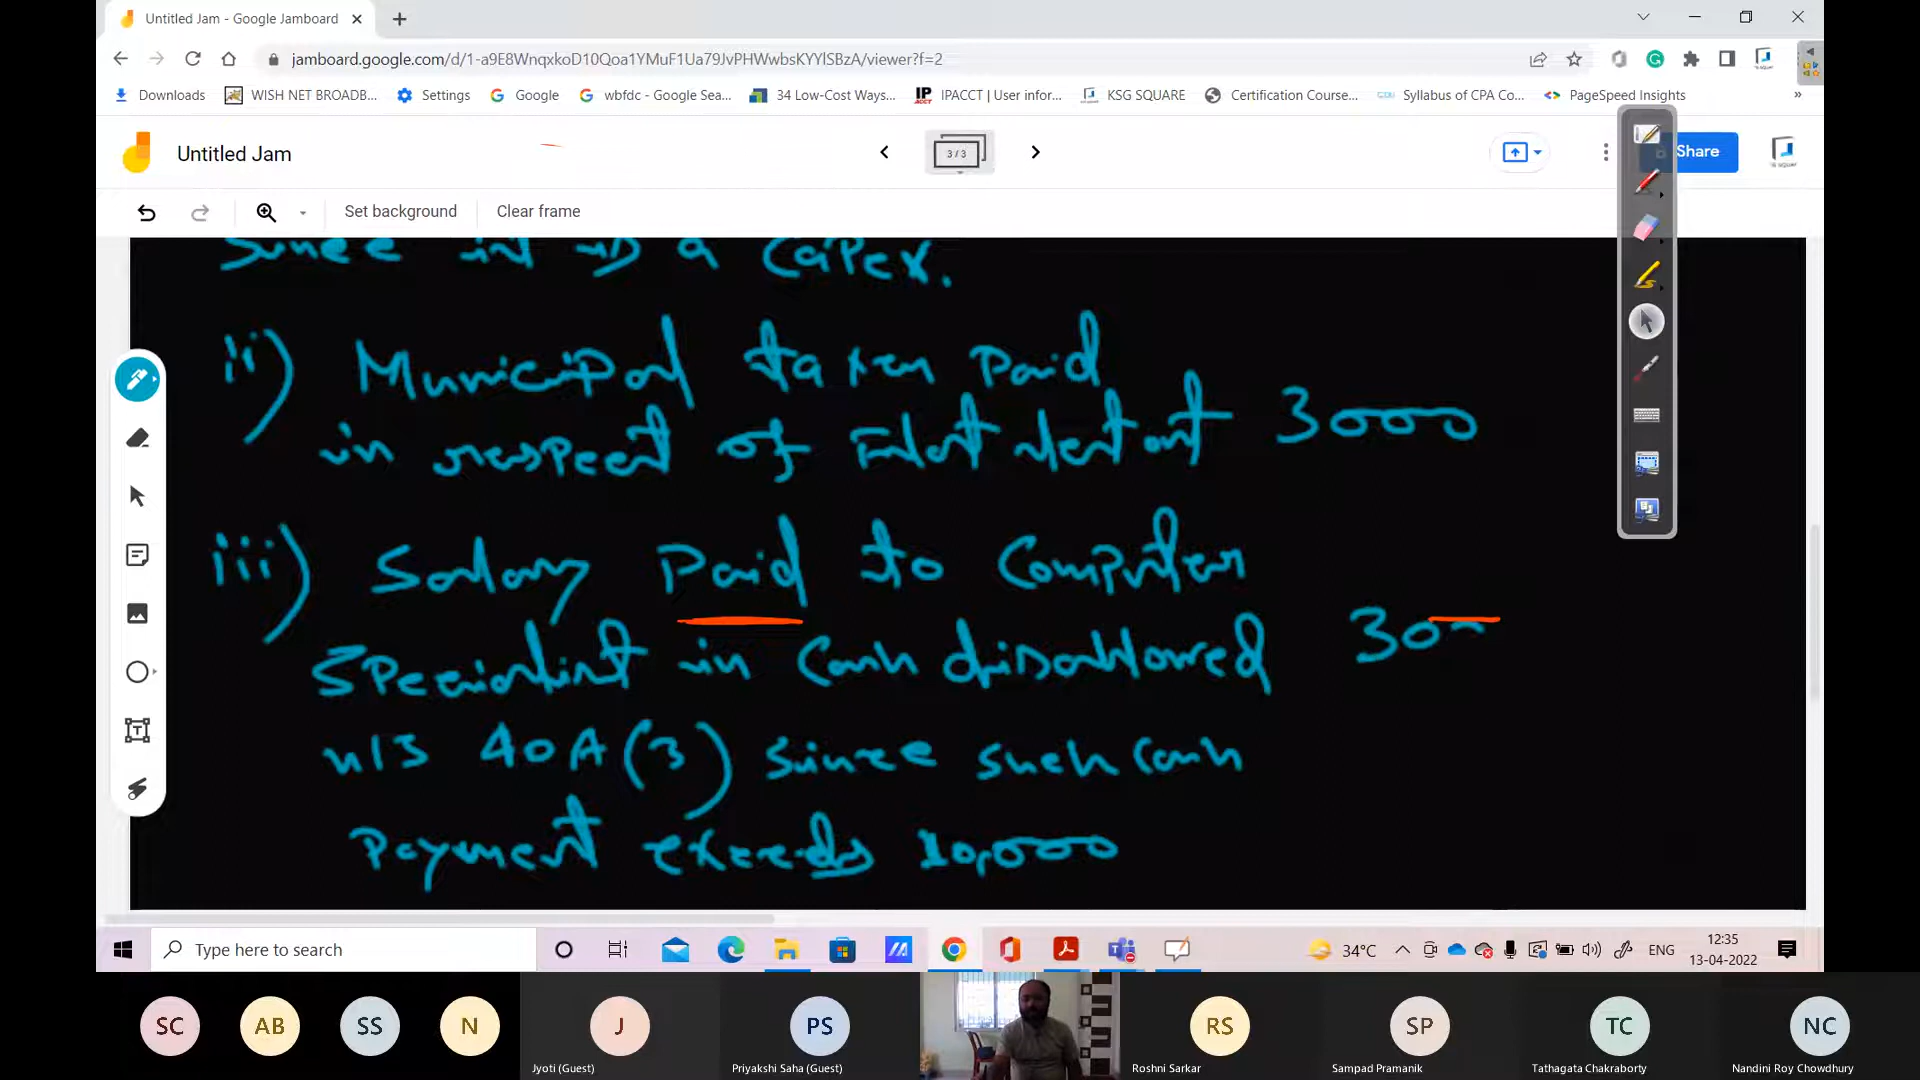 Untitled Jam - Google Jamboard
jamboard.google.com/d/1-a9E8WnqxkoD10Qoa1YMuF1Ua79JvPHWwbsKYYlSBzA/viewer?f=2
Downloads WISH NET BROADB... Settings Google wbfdc - Google Sea... 34 Low-Cost Ways... IPACCT | User infor... KSG SQUARE Certification Course... Syllabus of CPA Co... PageSpeed Insights
Untitled Jam
3 / 3
Share
Set background Clear frame
Since it is a Capex.
ii) Municipal taxes Paid
in respect of Flat let out 3000
iii) Salary Paid to Computer
Specialist in Cash disallowed
u/s 40A(3) Since such Cash
Payment exceeds 10,000
Type here to search
34°C
ENG
12:35
13-04-2022
SC AB SS N J PS RS SP TC NC
Jyoti (Guest) Priyakshi Saha (Guest) Roshni Sarkar Sampad Pramanik Tathagata Chakraborty Nandini Roy Chowdhury